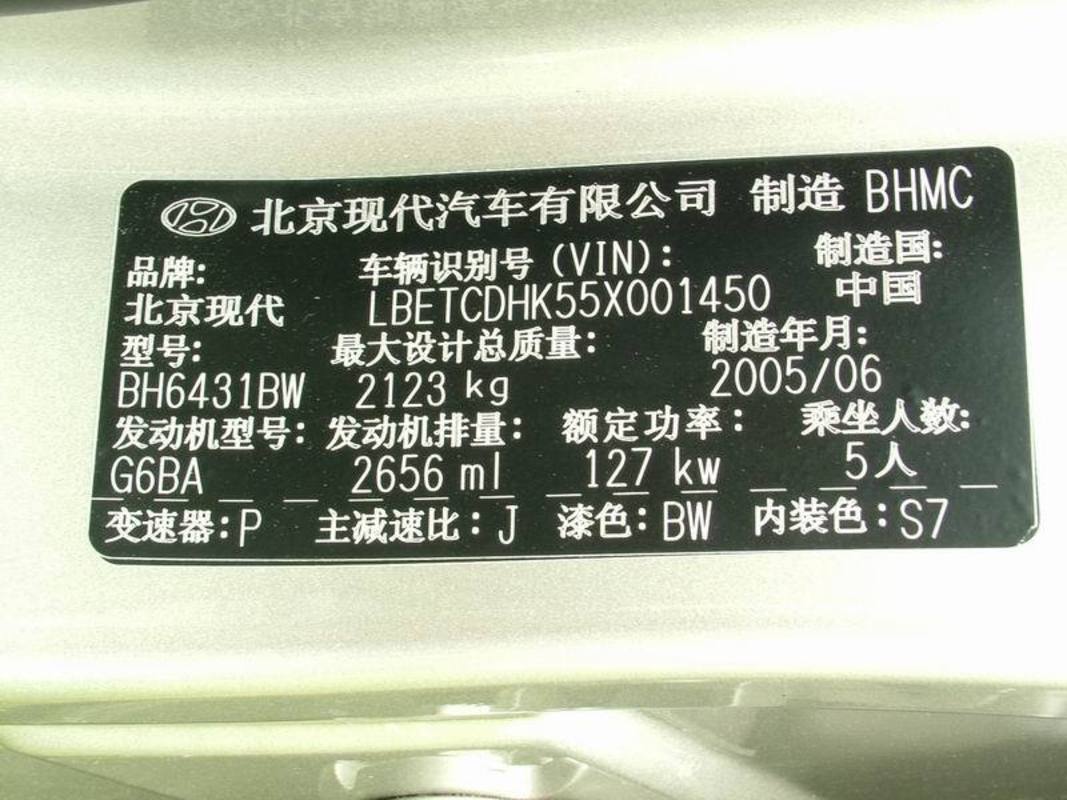 北京现代汽车有限公司 制造 BHMC
品牌: 车辆识别号 (VIN): 制造国:
北京现代 LBETCDHK55X001450 中国
型号: 最大设计总质量: 制造年月:
BH6431BW 2123 kg 2005/06
发动机型号: 发动机排量: 额定功率: 乘坐人数:
G6BA 2656 ml 127 kw 5人
变速器:P 主减速比:J 漆色:BW 内装色:S7